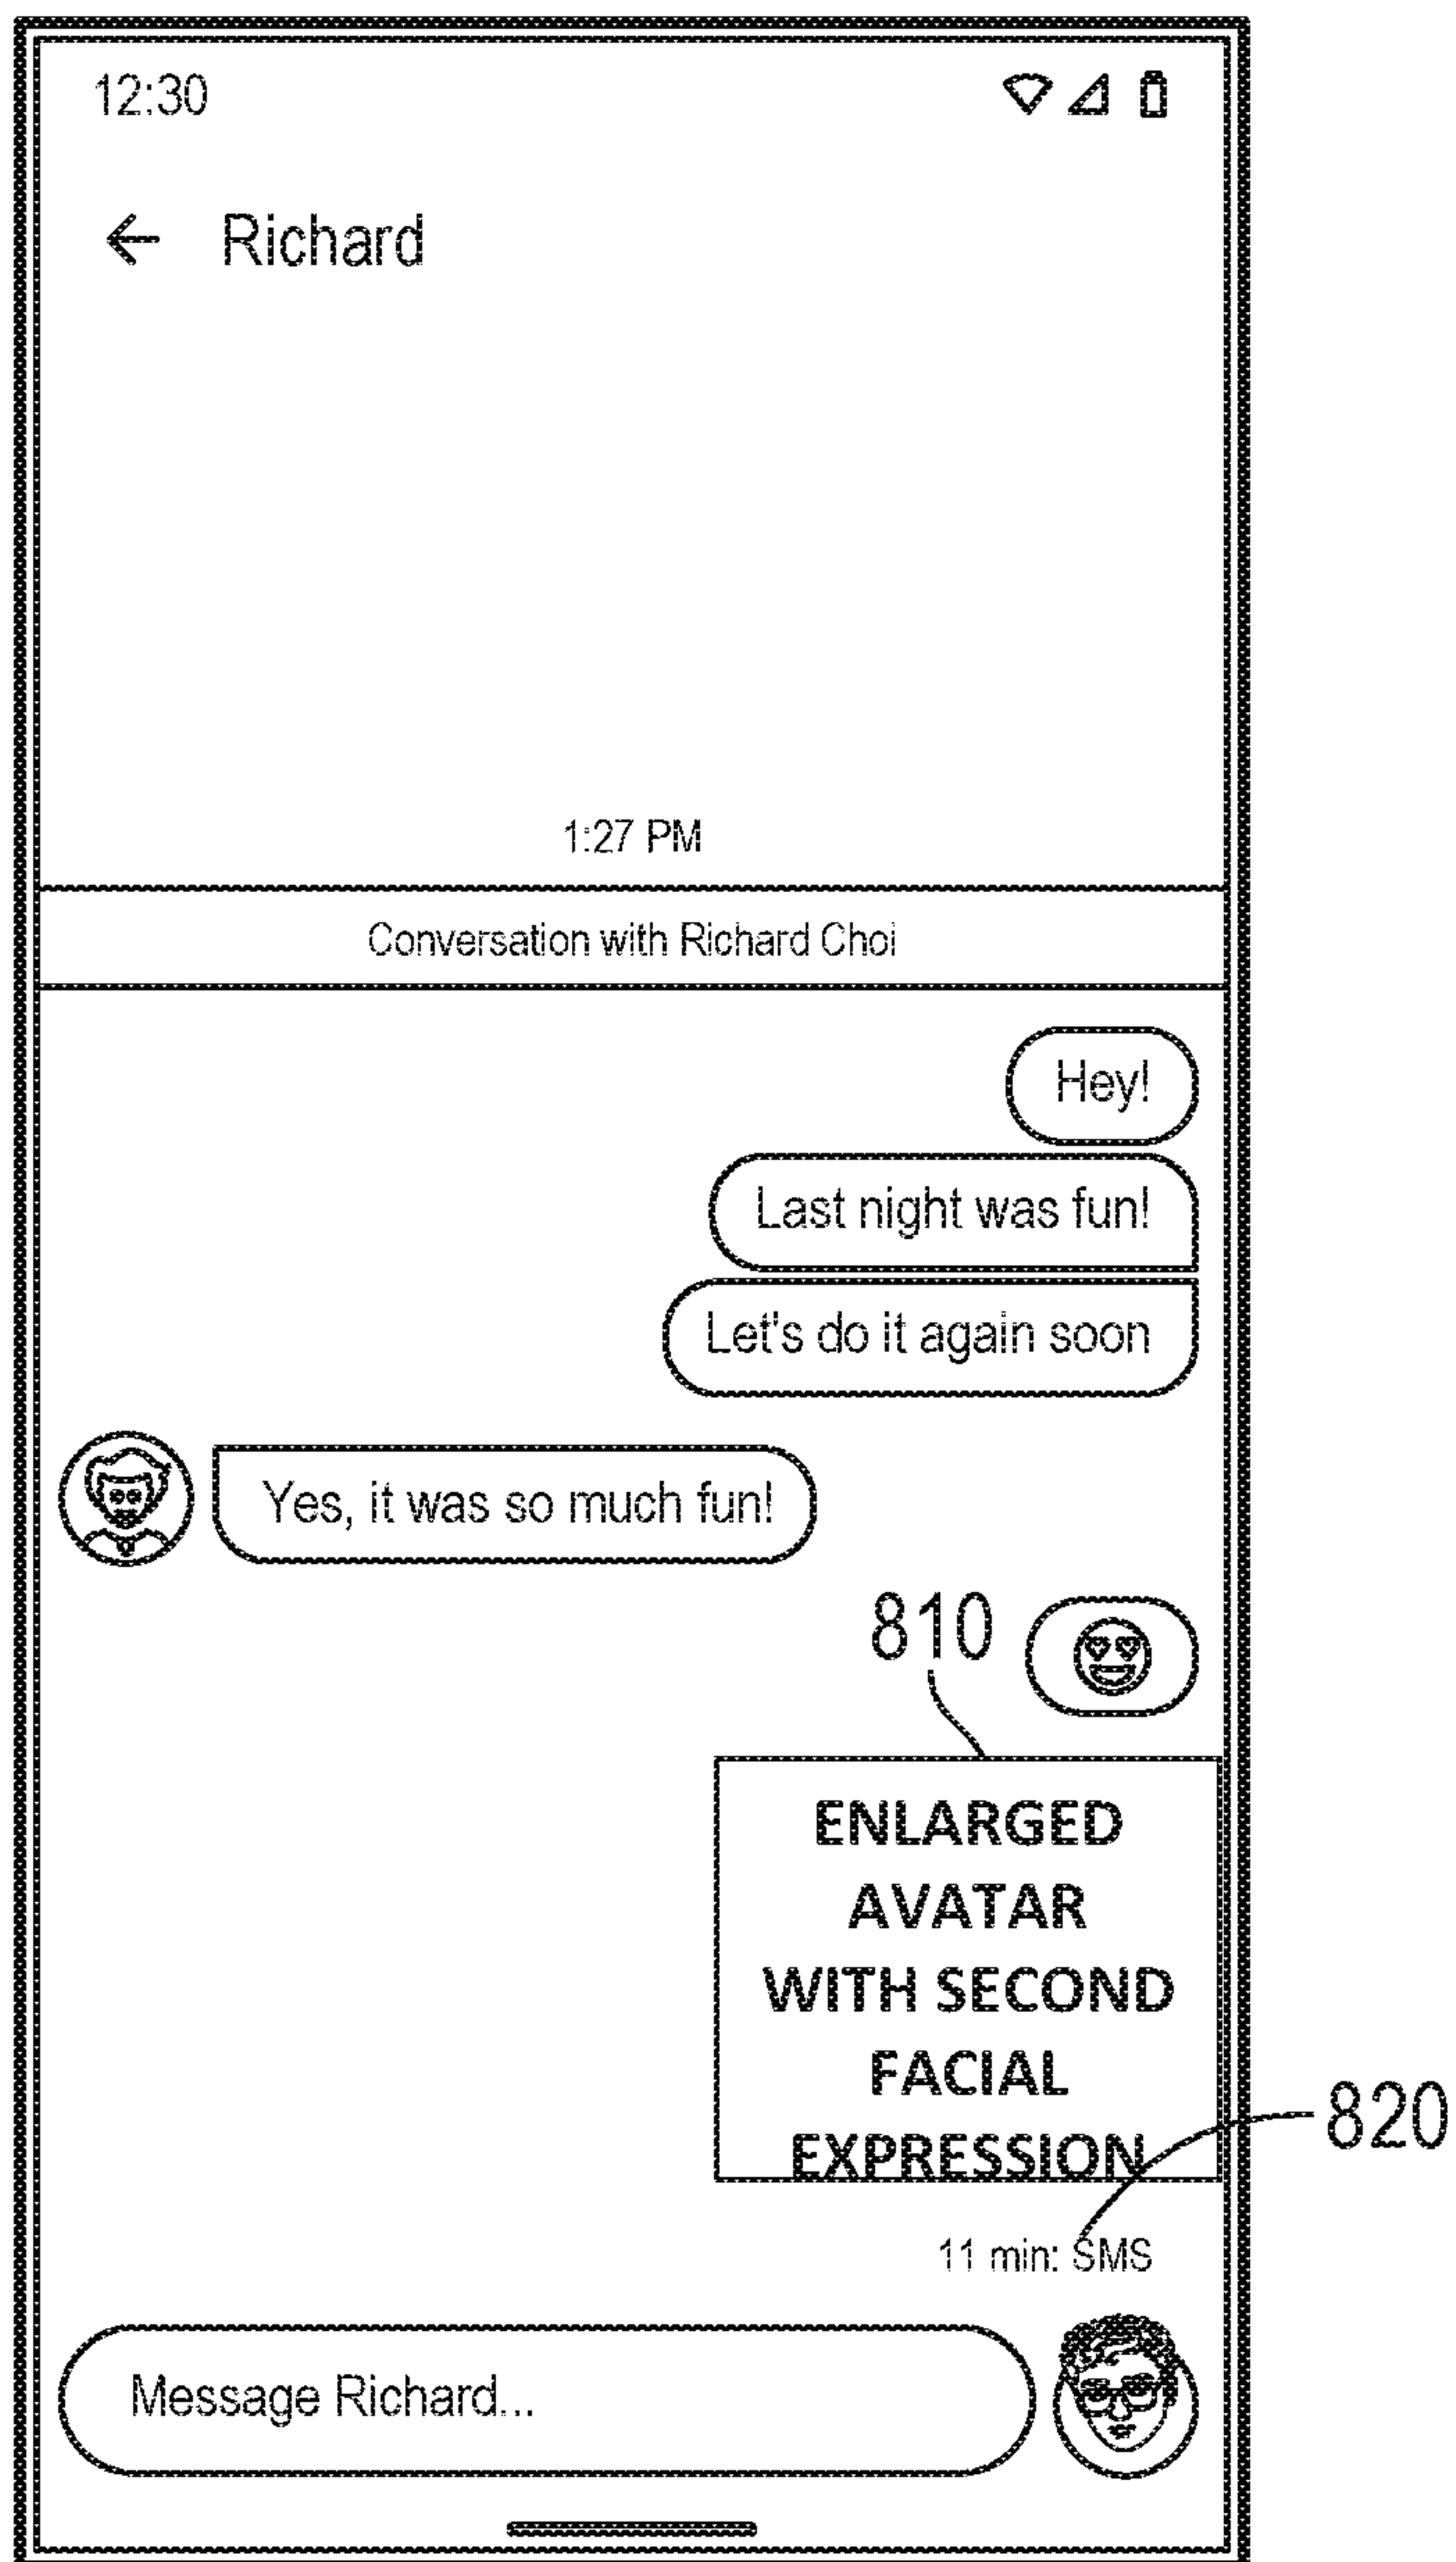 12:30
Richard
1:27 PM
Conversation with Richard Choi
Hey!
Last night was fun!
Let's do it again soon
Yes, it was so much fun!
810
ENLARGED
AVATAR
WITH SECOND
FACIAL
EXPRESSION
820
11 min: SMS
Message Richard...